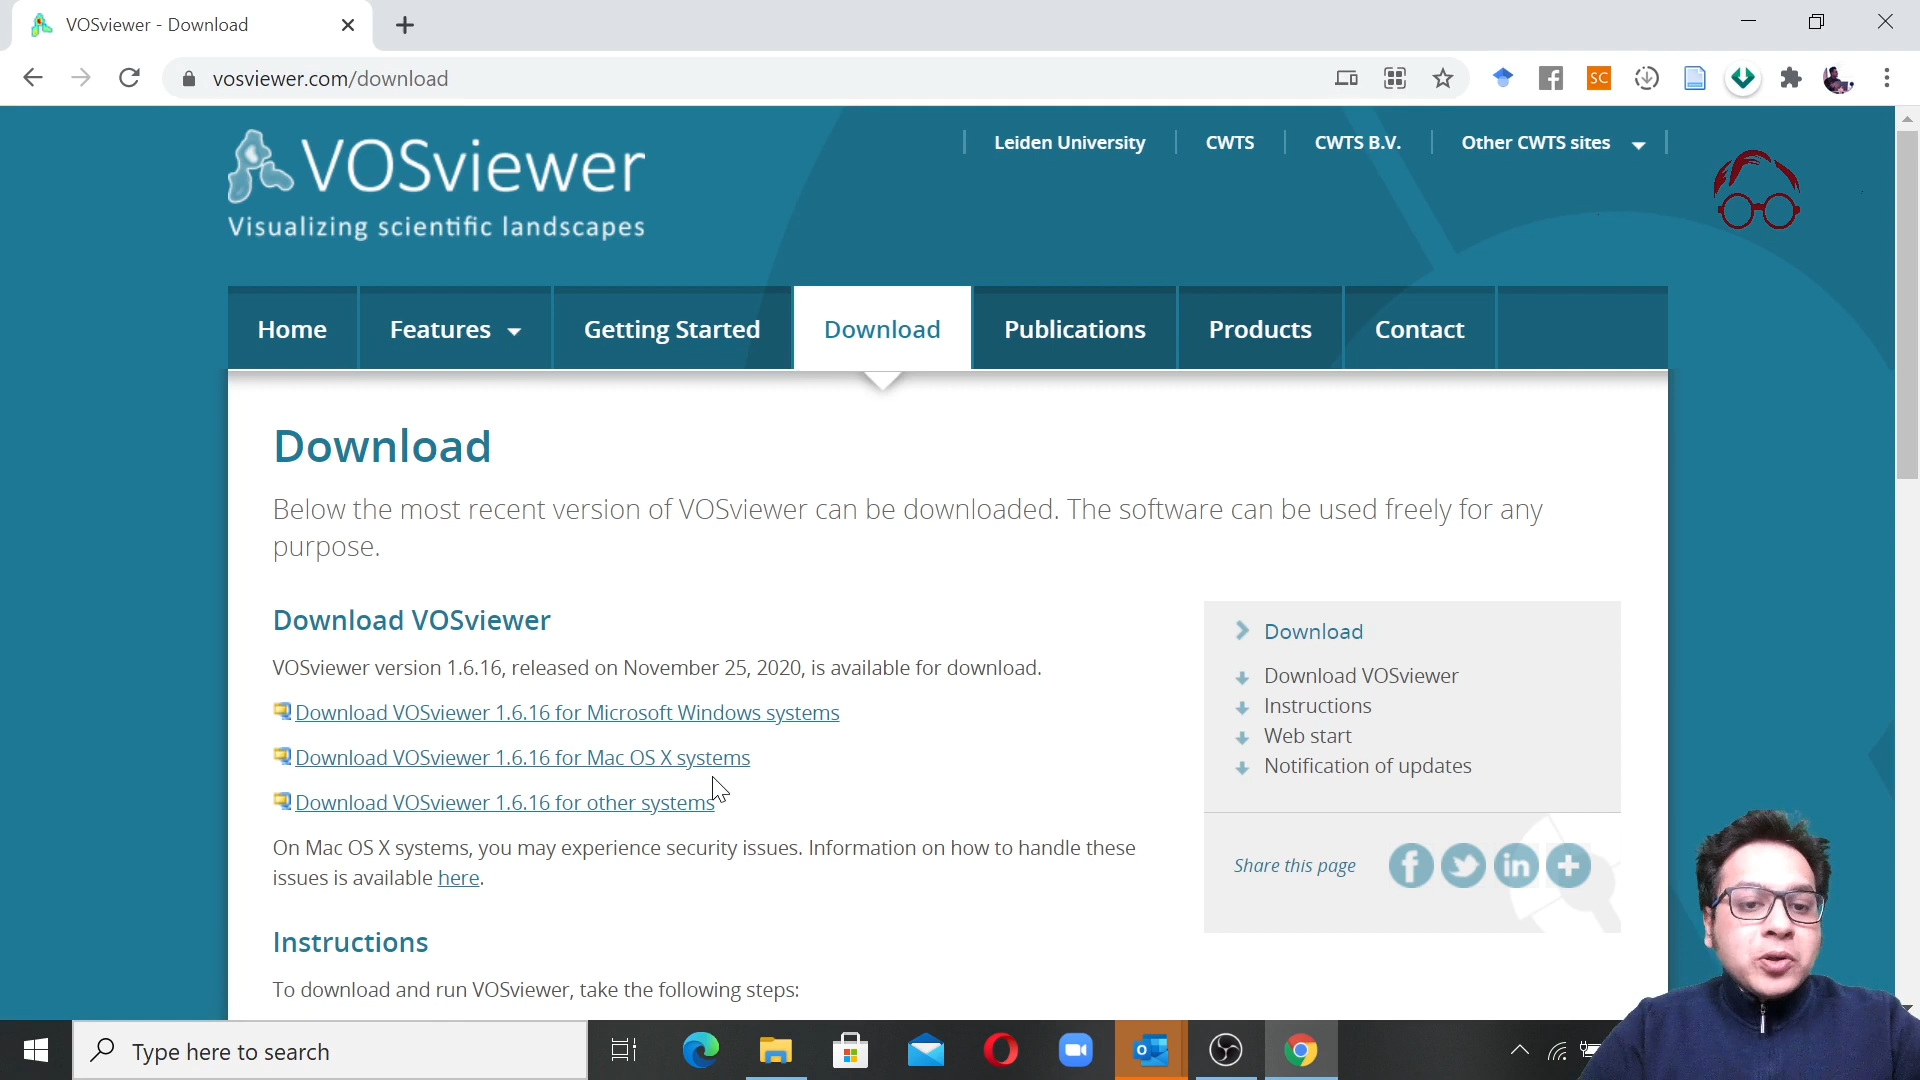 VOSviewer - Download
vosviewer.com/download
SC
VOSviewer
Visualizing scientific landscapes
Leiden University
CWTS
CWTS B.V.
Other CWTS sites
Home
Features
Getting Started
Download
Publications
Products
Contact
Download
Below the most recent version of VOSviewer can be downloaded. The software can be used freely for any
purpose.
Download VOSviewer
VOSviewer version 1.6.16, released on November 25, 2020, is available for download.
Download VOSviewer 1.6.16 for Microsoft Windows systems
Download VOSviewer 1.6.16 for Mac OS X systems
Download VOSviewer 1.6.16 for other systems
On Mac OS X systems, you may experience security issues. Information on how to handle these
issues is available here.
Instructions
To download and run VOSviewer, take the following steps:
Download
Download VOSviewer
Instructions
Web start
Notification of updates
Share this page
Type here to search